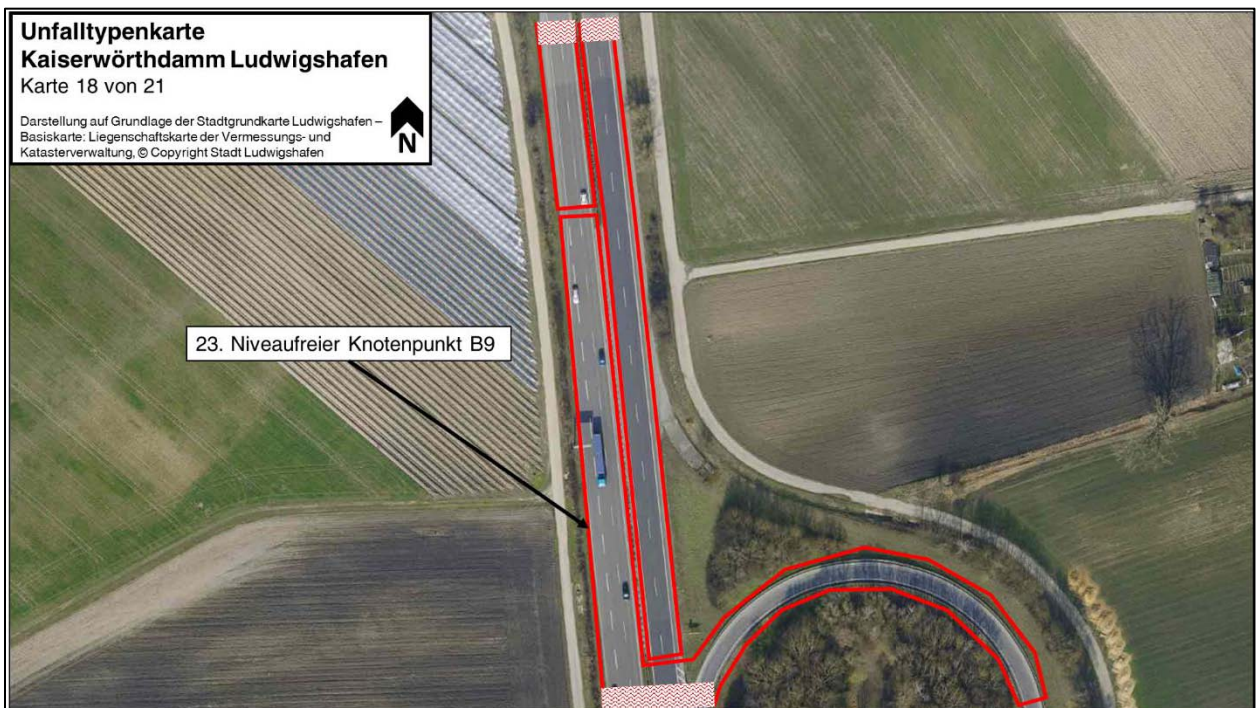 Unfalltypenkarte
Kaiserwörthdamm Ludwigshafen
Karte 18 von 21
Darstellung auf Grundlage der Stadtgrundkarte Ludwigshafen –
Basiskarte: Liegenschaftskarte der Vermessungs- und
Katasterverwaltung, © Copyright Stadt Ludwigshafen
N
23. Niveaufreier Knotenpunkt B9